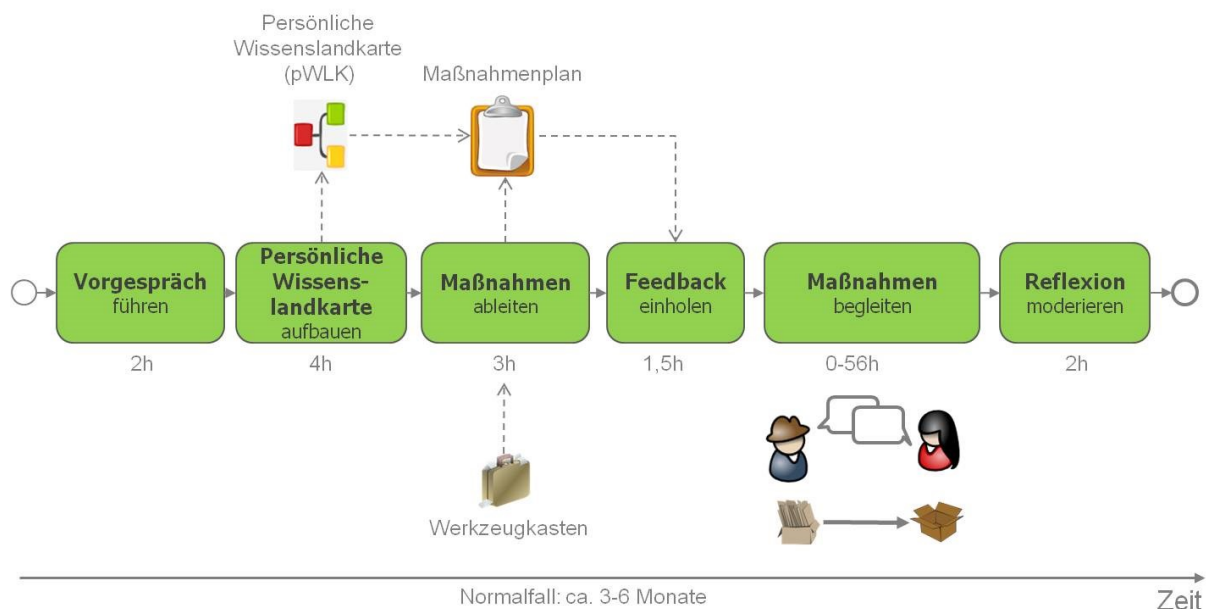 Persönliche
Wissenslandkarte
(pWLK)
Maßnahmenplan
Vorgespräch
führen
Persönliche
Wissens-
landkarte
aufbauen
Maßnahmen
ableiten
Feedback
einholen
Maßnahmen
begleiten
Reflexion
moderieren
2h
4h
3h
1,5h
0-56h
2h
Werkzeugkasten
Normalfall: ca. 3-6 Monate
Zeit